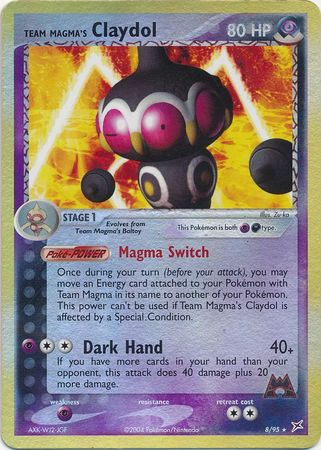 TEAM MAGMA'S Claydol 80 HP
Illus. Zu-ka
STAGE 1
Evolves from
Team Magma's Baltoy
This Pokémon is both type.
Poké-POWER Magma Switch
Once during your turn (before your attack), you may
move an Energy card attached to your Pokémon with
Team Magma in its name to another of your Pokémon.
This power can't be used if Team Magma's Claydol is
affected by a Special Condition.
Dark Hand 40+
If you have more cards in your hand than your
opponent, this attack does 40 damage plus 20
more damage.
weakness resistance retreat cost
©2004 Pokémon/Nintendo 8/95 ★